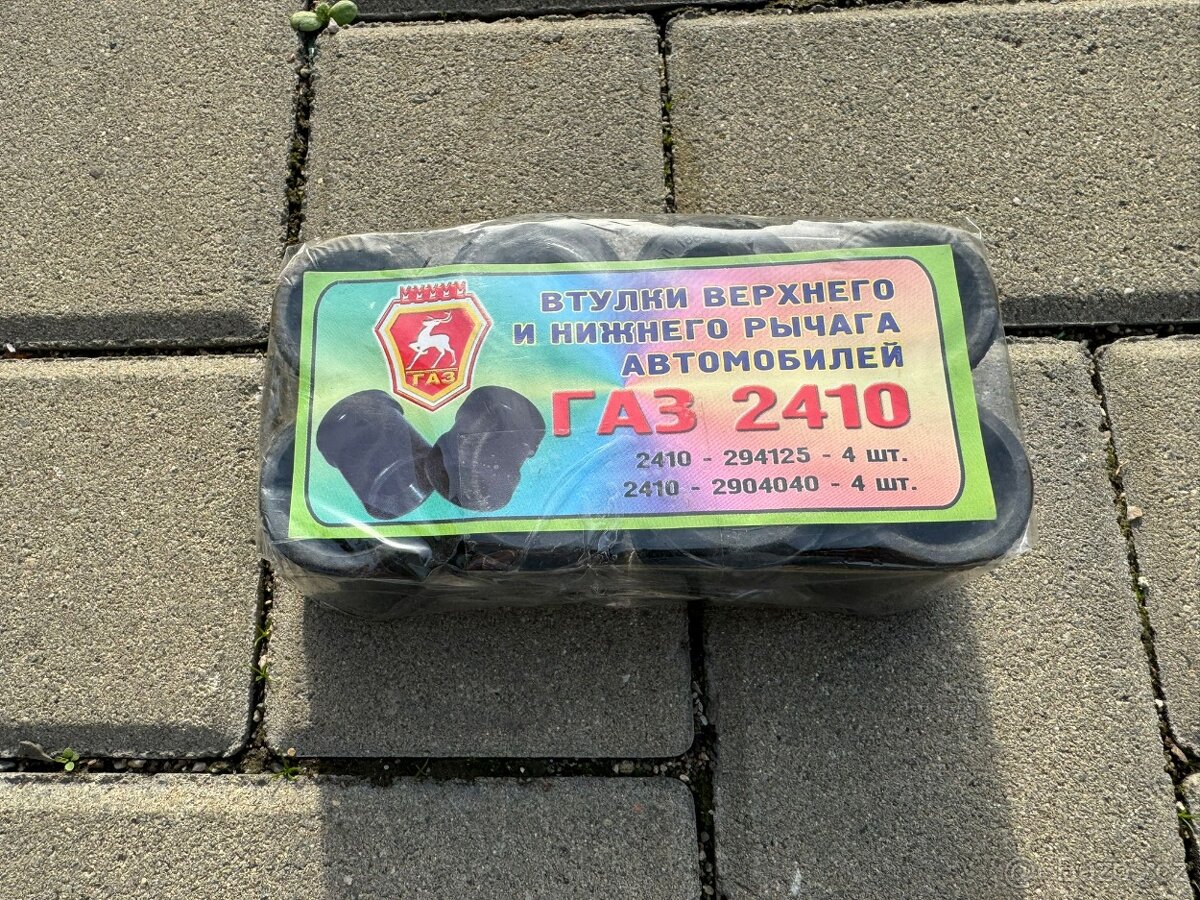 ГАЗ
ВТУЛКИ ВЕРХНЕГО
И НИЖНЕГО РЫЧАГА
АВТОМОБИЛЕЙ
ГАЗ 2410
2410 - 294125 - 4 шт.
2410 - 2904040 - 4 шт.